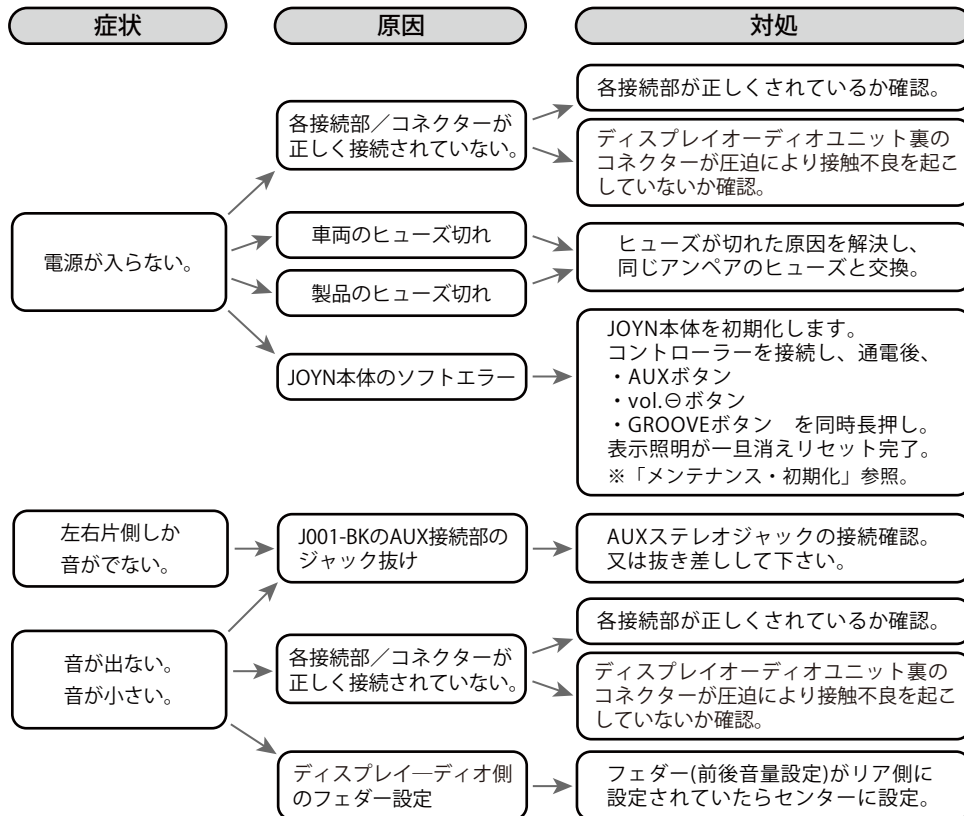 症状
原因
対処
電源が入らない。
各接続部／コネクターが
正しく接続されていない。
各接続部が正しくされているか確認。
ディスプレイオーディオユニット裏の
コネクターが圧迫により接触不良を起こ
していないか確認。
車両のヒューズ切れ
製品のヒューズ切れ
ヒューズが切れた原因を解決し、
同じアンペアのヒューズと交換。
JOYN本体のソフトエラー
JOYN本体を初期化します。
コントローラーを接続し、通電後、
・AUXボタン
・vol.⊖ボタン
・GROOVEボタン　を同時長押し。
表示照明が一旦消えリセット完了。
※「メンテナンス・初期化」参照。
左右片側しか
音がでない。
J001-BKのAUX接続部の
ジャック抜け
AUXステレオジャックの接続確認。
又は抜き差しして下さい。
音が出ない。
音が小さい。
各接続部／コネクターが
正しく接続されていない。
各接続部が正しくされているか確認。
ディスプレイオーディオユニット裏の
コネクターが圧迫により接触不良を起こ
していないか確認。
ディスプレイ―ディオ側
のフェダー設定
フェダー(前後音量設定)がリア側に
設定されていたらセンターに設定。